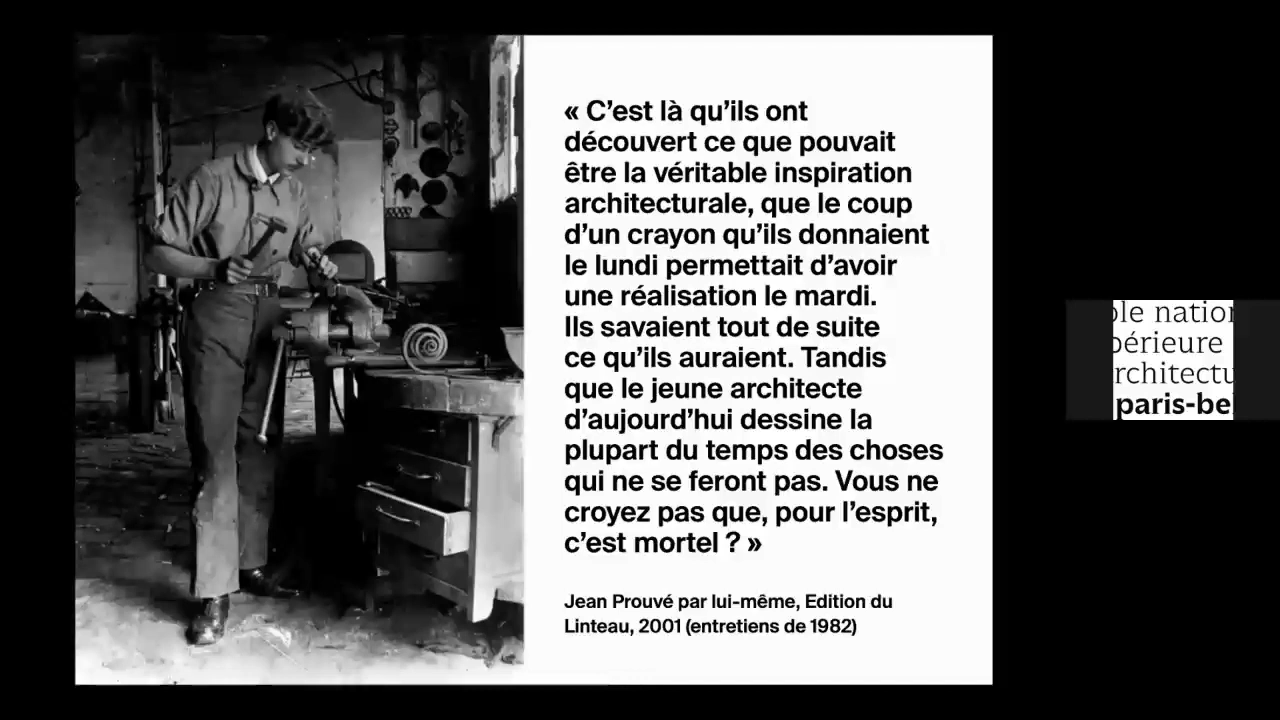 « C’est là qu’ils ont
découvert ce que pouvait
être la véritable inspiration
architecturale, que le coup
d’un crayon qu’ils donnaient
le lundi permettait d’avoir
une réalisation le mardi.
Ils savaient tout de suite
ce qu’ils auraient. Tandis
que le jeune architecte
d’aujourd’hui dessine la
plupart du temps des choses
qui ne se feront pas. Vous ne
croyez pas que, pour l’esprit,
c’est mortel ? »
Jean Prouvé par lui-même, Edition du
Linteau, 2001 (entretiens de 1982)
ole nation
périeure
rchitectu
paris-bel